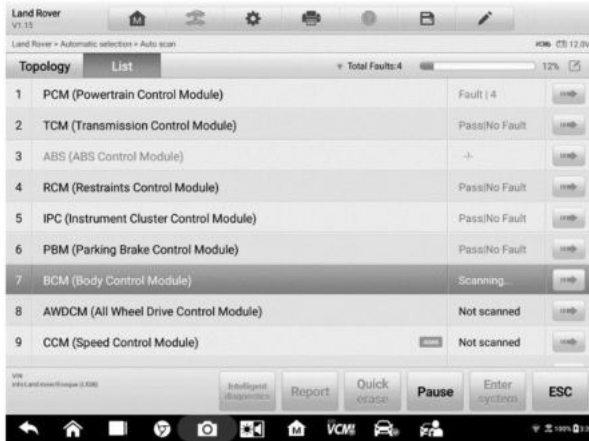 Land Rover
V1.15
Land Rover > Automatic selection > Auto scan
12.0V
Topology List Total Faults:4 12%
1 PCM (Powertrain Control Module) Fault | 4
2 TCM (Transmission Control Module) Pass|No Fault
3 ABS (ABS Control Module) -/-
4 RCM (Restraints Control Module) Pass|No Fault
5 IPC (Instrument Cluster Control Module) Pass|No Fault
6 PBM (Parking Brake Control Module) Pass|No Fault
7 BCM (Body Control Module) Scanning...
8 AWDCM (All Wheel Drive Control Module) Not scanned
9 CCM (Speed Control Module) Not scanned
VIN
Intelligent diagnostics Report Quick erase Pause Enter system ESC
VCMI 100%